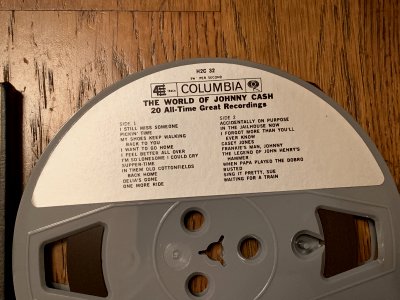 H2C 32
3¾ PER SECOND
COLUMBIA
THE WORLD OF JOHNNY CASH
20 All-Time Great Recordings
SIDE 1
I STILL MISS SOMEONE
PICKIN' TIME
MY SHOES KEEP WALKING
BACK TO YOU
I WANT TO GO HOME
I FEEL BETTER ALL OVER
I'M SO LONESOME I COULD CRY
SUPPER-TIME
IN THEM OLD COTTONFIELDS
BACK HOME
DELIA'S GONE
ONE MORE RIDE
SIDE 2
ACCIDENTALLY ON PURPOSE
IN THE JAILHOUSE NOW
I FORGOT MORE THAN YOU'LL
EVER KNOW
CASEY JONES
FRANKIE'S MAN, JOHNNY
THE LEGEND OF JOHN HENRY'S
HAMMER
WHEN PAPA PLAYED THE DOBRO
BUSTED
SING IT PRETTY, SUE
WAITING FOR A TRAIN